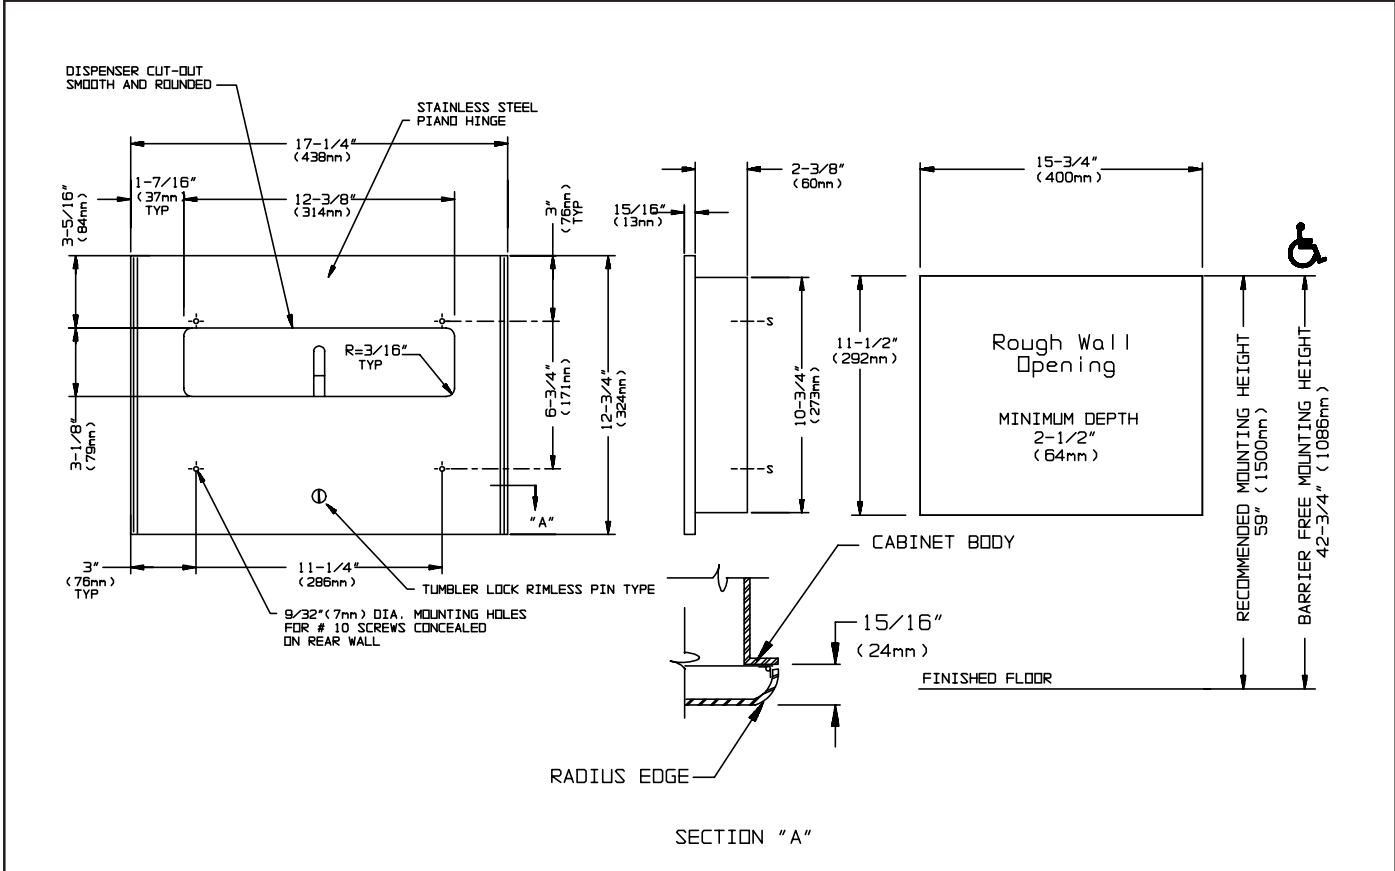 DISPENSER CUT-OUT
SMOOTH AND ROUNDED
STAINLESS STEEL
PIANO HINGE
17-1/4"
(438mm)
1-7/16"
(37mm)
TYP
12-3/8"
(314mm)
3-5/16"
(84mm)
3"
(76mm)
TYP
R=3/16"
TYP
3-1/8"
(79mm)
6-3/4"
(171mm)
12-3/4"
(324mm)
"A"
3"
(76mm)
TYP
11-1/4"
(286mm)
TUMBLER LOCK RIMLESS PIN TYPE
9/32"(7mm) DIA. MOUNTING HOLES
FOR # 10 SCREWS CONCEALED
ON REAR WALL
2-3/8"
(60mm)
15/16"
(13mm)
S
S
10-3/4"
(273mm)
15-3/4"
(400mm)
11-1/2"
(292mm)
Rough Wall
Opening
MINIMUM DEPTH
2-1/2"
(64mm)
RECOMMENDED MOUNTING HEIGHT
59" (1500mm)
BARRIER FREE MOUNTING HEIGHT
42-3/4" (1086mm)
FINISHED FLOOR
CABINET BODY
15/16"
(24mm)
RADIUS EDGE
SECTION "A"